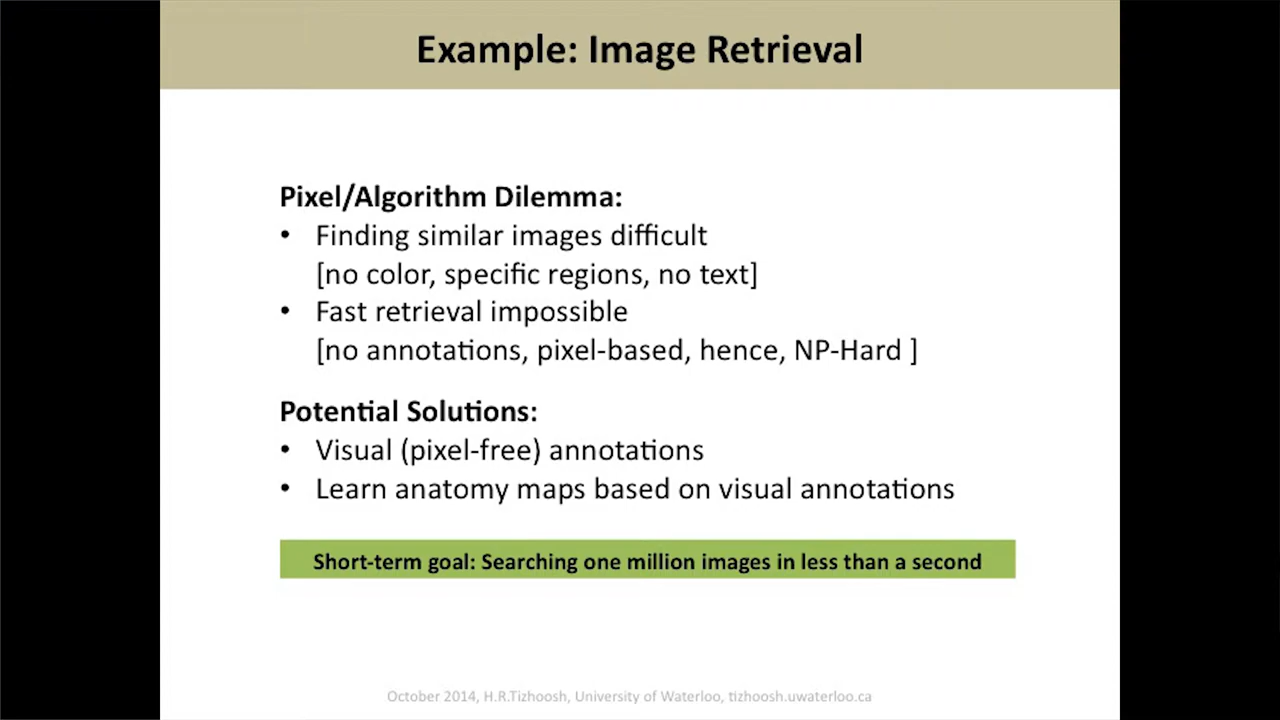 Example: Image Retrieval
Pixel/Algorithm Dilemma:
• Finding similar images difficult
[no color, specific regions, no text]
• Fast retrieval impossible
[no annotations, pixel-based, hence, NP-Hard ]
Potential Solutions:
• Visual (pixel-free) annotations
• Learn anatomy maps based on visual annotations
Short-term goal: Searching one million images in less than a second
October 2014, H.R.Tizhoosh, University of Waterloo, tizhoosh.uwaterloo.ca